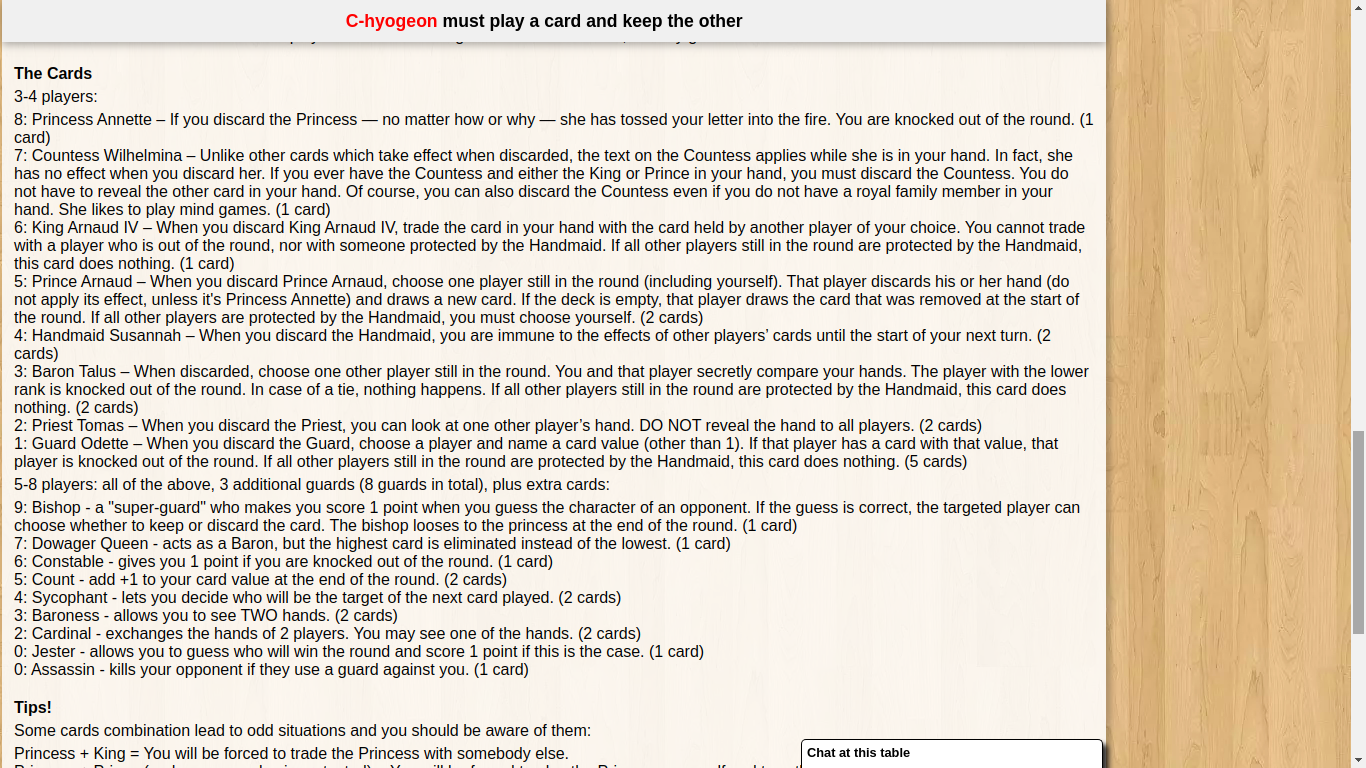 C-hyogeon must play a card and keep the other
The Cards
3-4 players:
8: Princess Annette – If you discard the Princess — no matter how or why — she has tossed your letter into the fire. You are knocked out of the round. (1
card)
7: Countess Wilhelmina – Unlike other cards which take effect when discarded, the text on the Countess applies while she is in your hand. In fact, she
has no effect when you discard her. If you ever have the Countess and either the King or Prince in your hand, you must discard the Countess. You do
not have to reveal the other card in your hand. Of course, you can also discard the Countess even if you do not have a royal family member in your
hand. She likes to play mind games. (1 card)
6: King Arnaud IV – When you discard King Arnaud IV, trade the card in your hand with the card held by another player of your choice. You cannot trade
with a player who is out of the round, nor with someone protected by the Handmaid. If all other players still in the round are protected by the Handmaid,
this card does nothing. (1 card)
5: Prince Arnaud – When you discard Prince Arnaud, choose one player still in the round (including yourself). That player discards his or her hand (do
not apply its effect, unless it's Princess Annette) and draws a new card. If the deck is empty, that player draws the card that was removed at the start of
the round. If all other players are protected by the Handmaid, you must choose yourself. (2 cards)
4: Handmaid Susannah – When you discard the Handmaid, you are immune to the effects of other players’ cards until the start of your next turn. (2
cards)
3: Baron Talus – When discarded, choose one other player still in the round. You and that player secretly compare your hands. The player with the lower
rank is knocked out of the round. In case of a tie, nothing happens. If all other players still in the round are protected by the Handmaid, this card does
nothing. (2 cards)
2: Priest Tomas – When you discard the Priest, you can look at one other player’s hand. DO NOT reveal the hand to all players. (2 cards)
1: Guard Odette – When you discard the Guard, choose a player and name a card value (other than 1). If that player has a card with that value, that
player is knocked out of the round. If all other players still in the round are protected by the Handmaid, this card does nothing. (5 cards)
5-8 players: all of the above, 3 additional guards (8 guards in total), plus extra cards:
9: Bishop - a "super-guard" who makes you score 1 point when you guess the character of an opponent. If the guess is correct, the targeted player can
choose whether to keep or discard the card. The bishop looses to the princess at the end of the round. (1 card)
7: Dowager Queen - acts as a Baron, but the highest card is eliminated instead of the lowest. (1 card)
6: Constable - gives you 1 point if you are knocked out of the round. (1 card)
5: Count - add +1 to your card value at the end of the round. (2 cards)
4: Sycophant - lets you decide who will be the target of the next card played. (2 cards)
3: Baroness - allows you to see TWO hands. (2 cards)
2: Cardinal - exchanges the hands of 2 players. You may see one of the hands. (2 cards)
0: Jester - allows you to guess who will win the round and score 1 point if this is the case. (1 card)
0: Assassin - kills your opponent if they use a guard against you. (1 card)
Tips!
Some cards combination lead to odd situations and you should be aware of them:
Princess + King = You will be forced to trade the Princess with somebody else.
Chat at this table